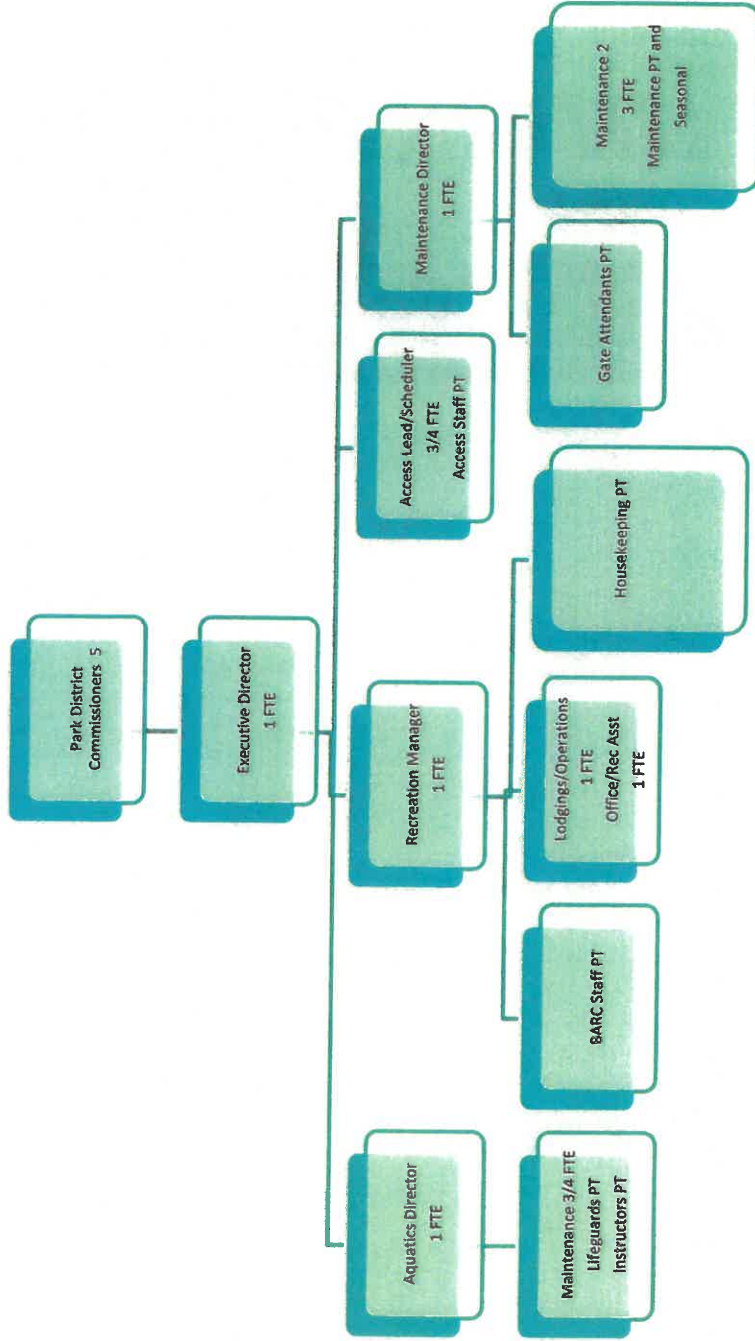 Park District
Commissioners 5
Executive Director
1 FTE
Aquatics Director
1 FTE
Recreation Manager
1 FTE
Access Lead/Scheduler
3/4 FTE
Access Staff PT
Maintenance Director
1 FTE
Maintenance 3/4 FTE
Lifeguards PT
Instructors PT
BARC Staff PT
Lodgings/Operations
1 FTE
Office/Rec Asst
1 FTE
Housekeeping PT
Gate Attendants PT
Maintenance 2
3 FTE
Maintenance PT and
Seasonal